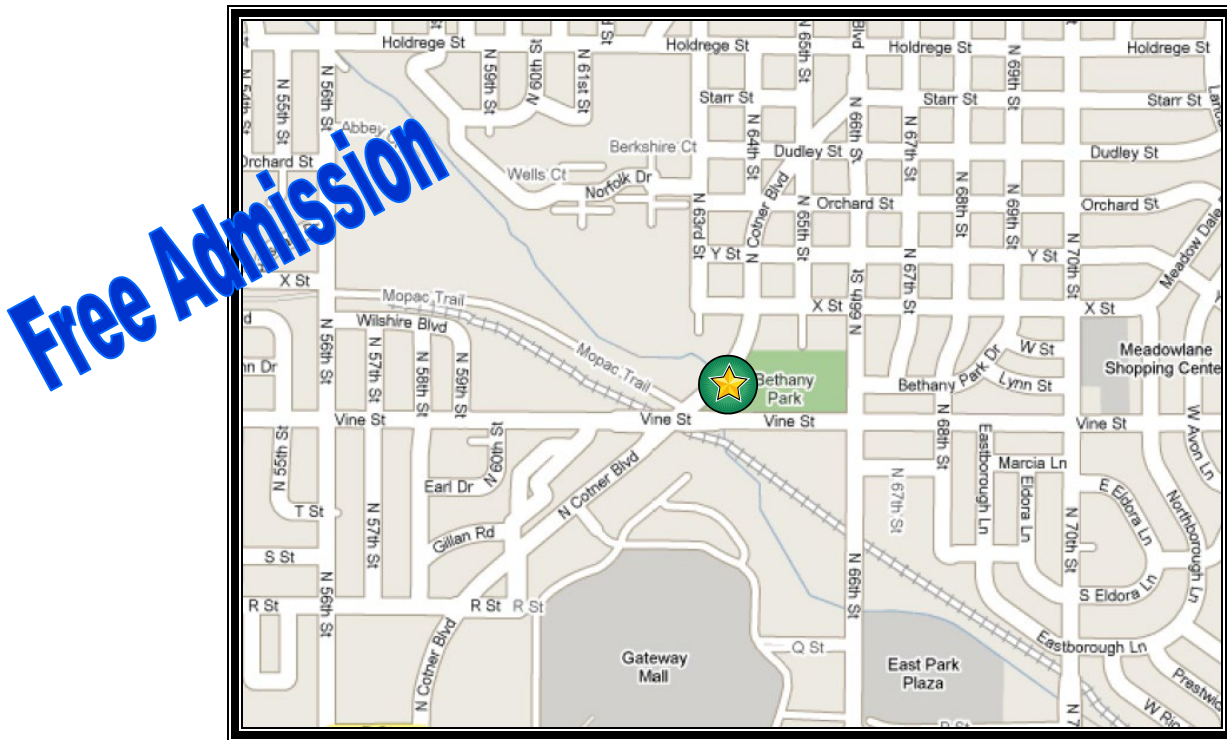 Free Admission
Holdrege St
Holdrege St
Holdrege St
Holdrege St
N 59th St
N 60th St
N 61st St
N 65th St
Blvd
N 69th St
N 55th St
N 56th St
Starr St
Starr St
Starr St
N 64th St
N 66th St
N 67th St
Berkshire Ct
Dudley St
Dudley St
Orchard St
Wells Ct
Norfolk Dr
N 68th St
N 69th St
Orchard St
Orchard St
N 63rd St
N Cotner Blvd
N 65th St
Y St
Y St
N 67th St
N 70th St
Meadow Dale
X St
Mopac Trail
X St
X St
N 66th St
N 56th St
Wilshire Blvd
N 57th St
N 58th St
N 59th St
Mopac Trail
W St
Meadowlane
Shopping Cente
Bethany
Park
Bethany Park Dr
Lynn St
Vine St
Vine St
Vine St
Vine St
N 55th St
N 60th St
N 68th St
Eastborough Ln
Eldora Ln
W Avon Ln
Marcia Ln
Earl Dr
N Cotner Blvd
N 67th St
E Eldora Ln
Northborough Ln
T St
N 57th St
Gillan Rd
N 70th St
S St
N 56th St
N 66th St
S Eldora Ln
R St
R St
R St
N Cotner Blvd
Q St
Eastborough Ln
Gateway
Mall
East Park
Plaza